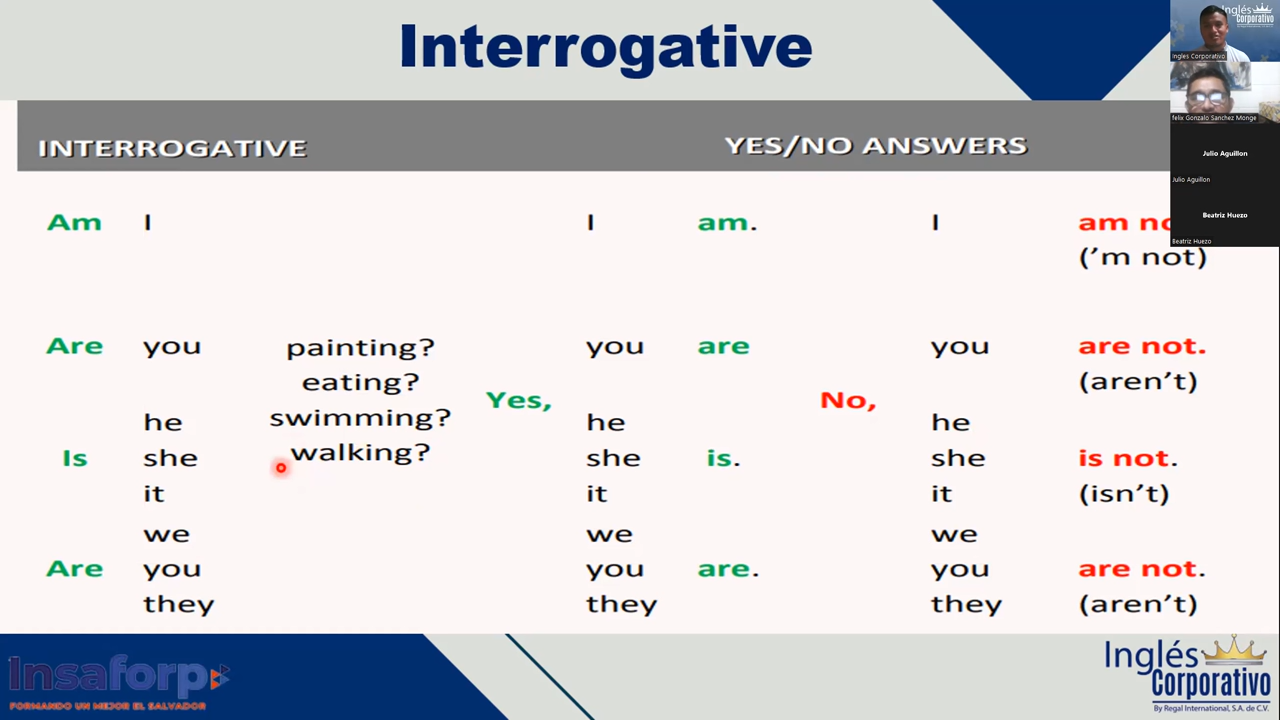 Interrogative
INTERROGATIVE YES/NO ANSWERS
Am I I am. I am no
('m not)
Are you painting? you are you are not.
eating? (aren't)
Yes, No,
he swimming? he he
Is she walking? she is. she is not.
it it it (isn't)
we we we
Are you you are. you are not.
they they they (aren't)
Insaforp
FORMANDO UN MEJOR EL SALVADOR
Inglés
Corporativo
By Regal International, S.A. de C.V.
Inglés
Corporativo
Ingles Corporativo
felix Gonzalo Sanchez Monge
Julio Aguillon
Julio Aguillon
Beatriz Huezo
Beatriz Huezo